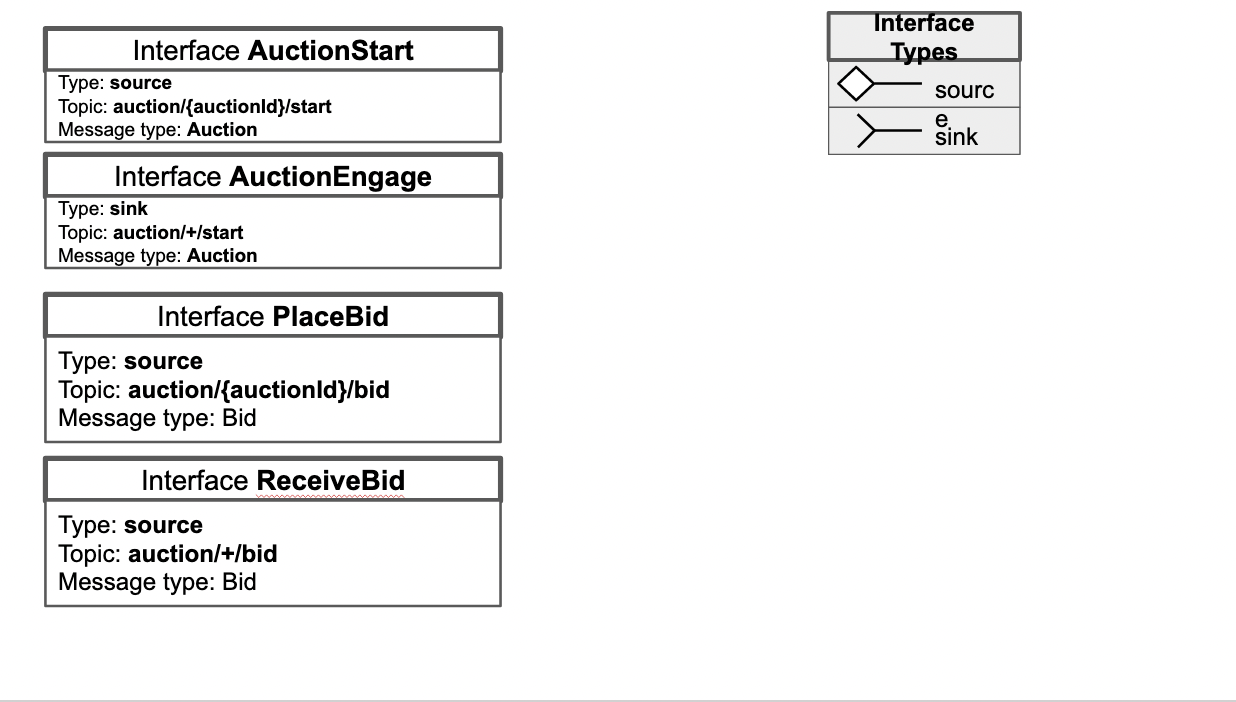 Interface AuctionStart
Type: source
Topic: auction/{auctionId}/start
Message type: Auction
Interface AuctionEngage
Type: sink
Topic: auction/+/start
Message type: Auction
Interface PlaceBid
Type: source
Topic: auction/{auctionId}/bid
Message type: Bid
Interface ReceiveBid
Type: source
Topic: auction/+/bid
Message type: Bid
Interface
Types
sourc
e
sink